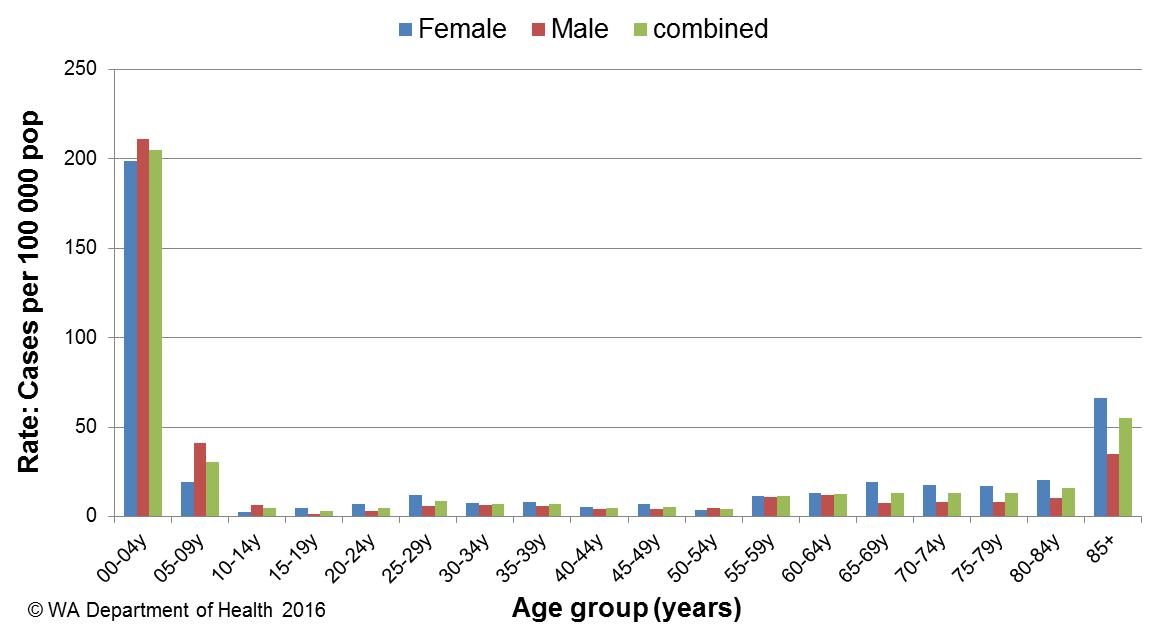 Female Male combined
Rate: Cases per 100 000 pop
250
200
150
100
50
0
00-04y 05-09y 10-14y 15-19y 20-24y 25-29y 30-34y 35-39y 40-44y 45-49y 50-54y 55-59y 60-64y 65-69y 70-74y 75-79y 80-84y 85+
© WA Department of Health 2016
Age group (years)